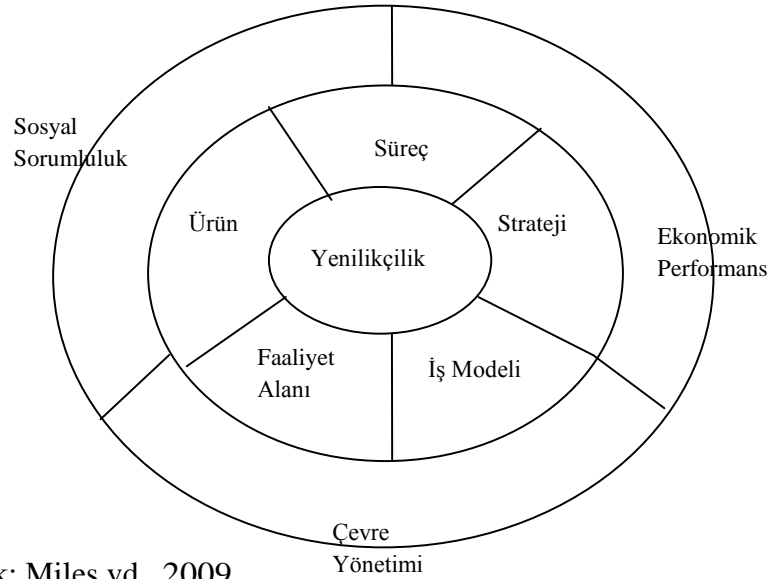 Sosyal
Sorumluluk
Süreç
Ürün
Strateji
Ekonomik
Performans
Yenilikçilik
Faaliyet
Alanı
İş Modeli
Çevre
Yönetimi
: Miles vd., 2009